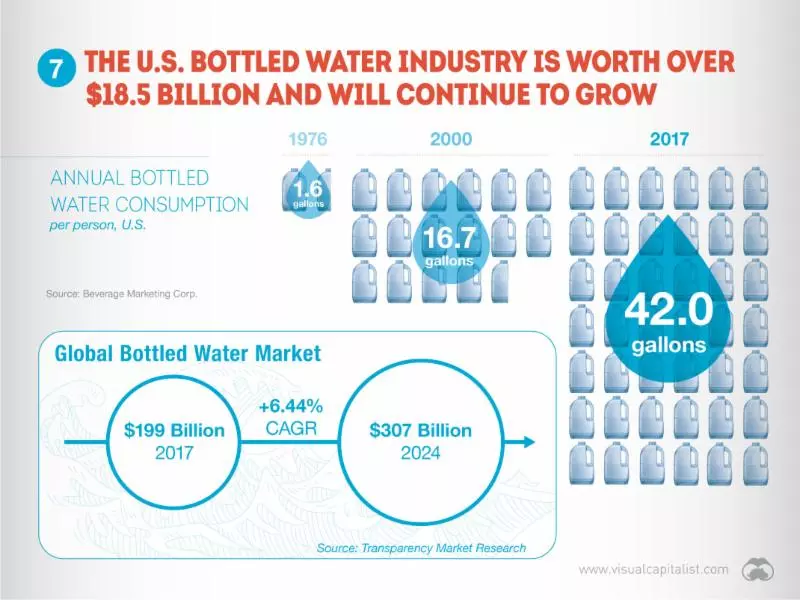 7
THE U.S. BOTTLED WATER INDUSTRY IS WORTH OVER
$18.5 BILLION AND WILL CONTINUE TO GROW
1976
2000
2017
ANNUAL BOTTLED
WATER CONSUMPTION
per person, U.S.
1.6
gallons
16.7
gallons
42.0
gallons
Source: Beverage Marketing Corp.
Global Bottled Water Market
$199 Billion
2017
+6.44%
CAGR
$307 Billion
2024
Source: Transparency Market Research
www.visualcapitalist.com